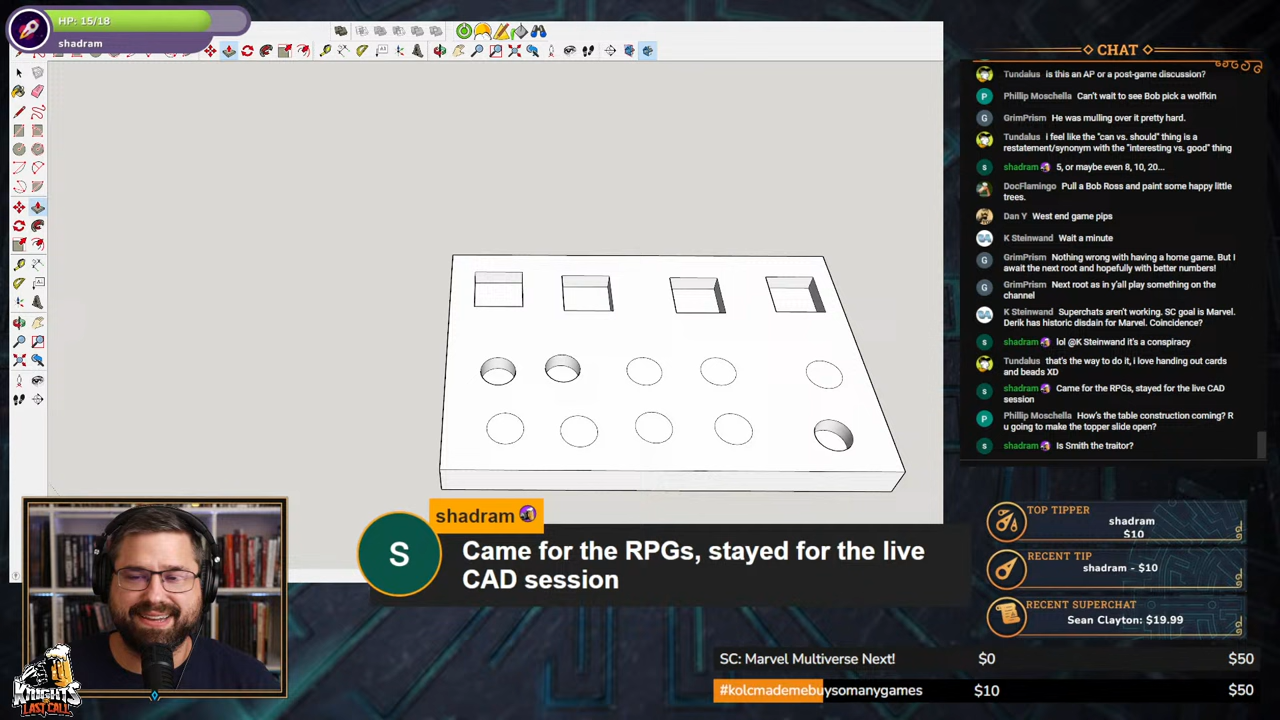 HP: 15/18
shadram
CHAT
Tundalus is this an AP or a post-game discussion?
P Phillip Moschella Can't wait to see Bob pick a wolfkin
G GrimPrism He was mulling over it pretty hard.
Tundalus i feel like the "can vs. should" thing is a
restatement/synonym with the "interesting vs. good" thing
s shadram 5, or maybe even 8, 10, 20...
DocFlamingo Pull a Bob Ross and paint some happy little
trees.
Dan Y West end game pips
K Steinwand Wait a minute
G GrimPrism Nothing wrong with having a home game. But I
await the next root and hopefully with better numbers!
G GrimPrism Next root as in y'all play something on the
channel
K Steinwand Superchats aren't working. SC goal is Marvel.
Derik has historic disdain for Marvel. Coincidence?
s shadram lol @K Steinwand it's a conspiracy
Tundalus that's the way to do it, i love handing out cards
and beads XD
s shadram Came for the RPGs, stayed for the live CAD
session
P Phillip Moschella How's the table construction coming? R
u going to make the topper slide open?
s shadram Is Smith the traitor?
shadram
S
Came for the RPGs, stayed for the live
CAD session
TOP TIPPER
shadram
$10
RECENT TIP
shadram - $10
RECENT SUPERCHAT
Sean Clayton: $19.99
SC: Marvel Multiverse Next! $0 $50
#kolcmademebuysomanygames $10 $50
KNIGHTS
OF
LAST CALL